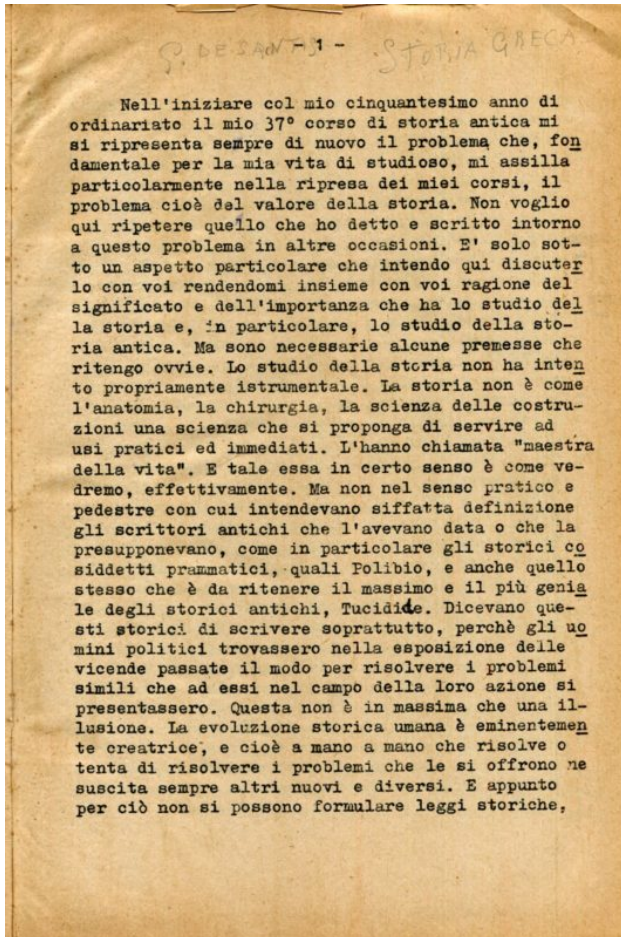 - 1 -
G. DE SANTIS STORIA GRECA
Nell'iniziare col mio cinquantesimo anno di
ordinariato il mio 37° corso di storia antica mi
si ripresenta sempre di nuovo il problema che, fon
damentale per la mia vita di studioso, mi assilla
particolarmente nella ripresa dei miei corsi, il
problema cioè del valore della storia. Non voglio
qui ripetere quello che ho detto e scritto intorno
a questo problema in altre occasioni. E' solo sot-
to un aspetto particolare che intendo qui discuter
lo con voi rendendomi insieme con voi ragione del
significato e dell'importanza che ha lo studio del
la storia e, in particolare, lo studio della sto-
ria antica. Ma sono necessarie alcune premesse che
ritengo ovvie. Lo studio della storia non ha inten
to propriamente istrumentale. La storia non è come
l'anatomia, la chirurgia, la scienza delle costru-
zioni una scienza che si proponga di servire ad
usi pratici ed immediati. L'hanno chiamata "maestra
della vita". E tale essa in certo senso è come ve-
dremo, effettivamente. Ma non nel senso pratico e
pedestre con cui intendevano siffatta definizione
gli scrittori antichi che l'avevano data o che la
presupponevano, come in particolare gli storici co
siddetti prammatici, quali Polibio, e anche quello
stesso che è da ritenere il massimo e il più genia
le degli storici antichi, Tucidide. Dicevano que-
sti storici di scrivere soprattutto, perchè gli uo
mini politici trovassero nella esposizione delle
vicende passate il modo per risolvere i problemi
simili che ad essi nel campo della loro azione si
presentassero. Questa non è in massima che una il-
lusione. La evoluzione storica umana è eminentemen
te creatrice, e cioè a mano a mano che risolve o
tenta di risolvere i problemi che le si offrono ne
suscita sempre altri nuovi e diversi. E appunto
per ciò non si possono formulare leggi storiche,